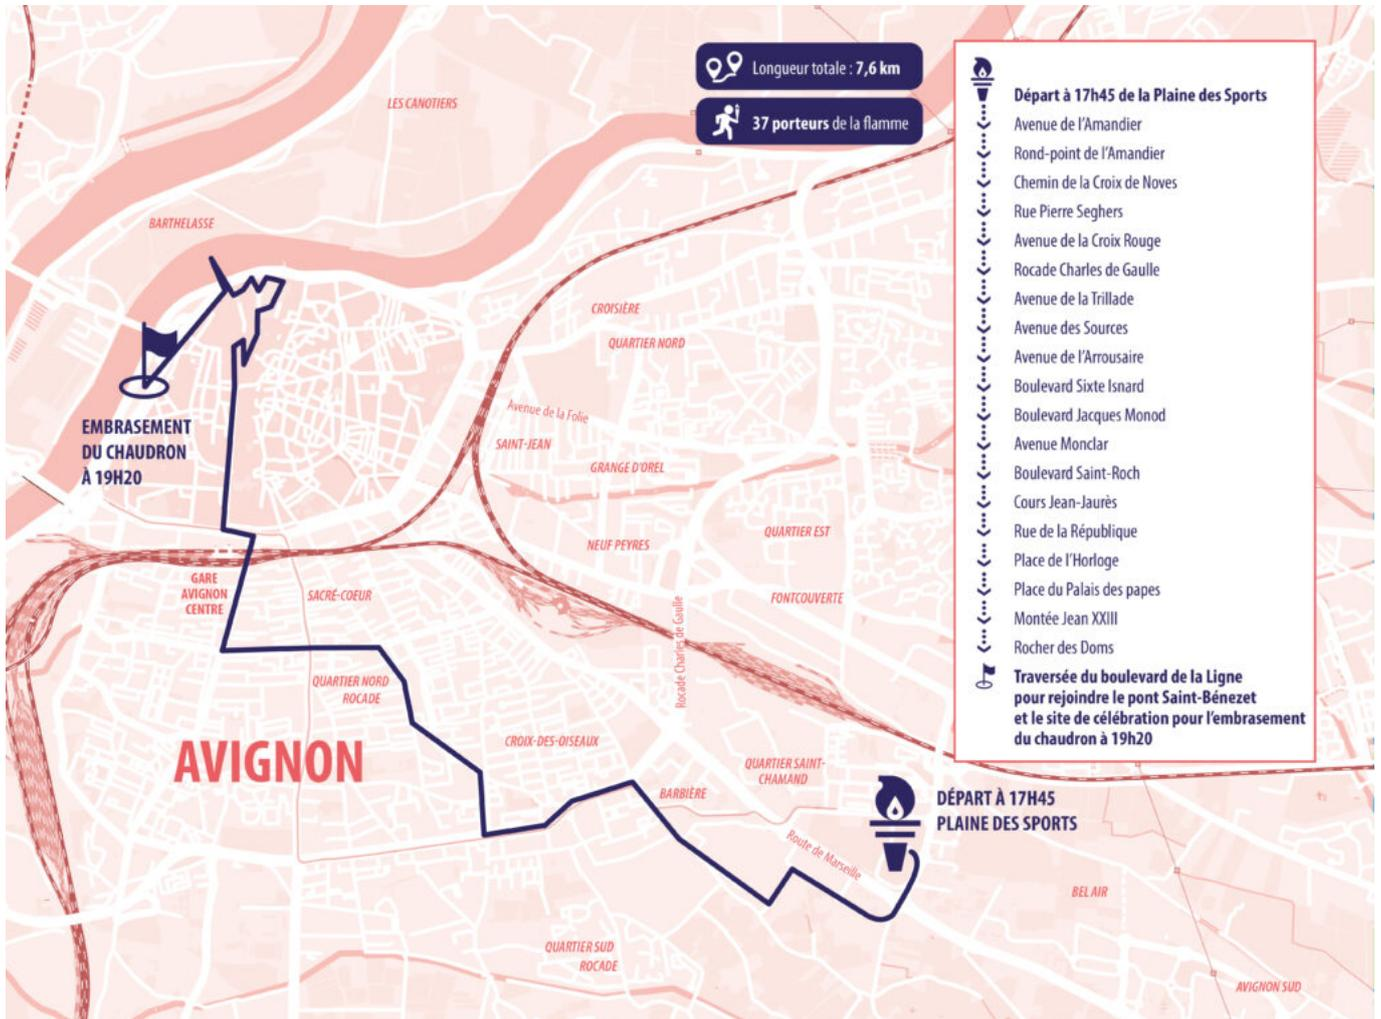 Longueur totale : 7,6 km
37 porteurs de la flamme
Départ à 17h45 de la Plaine des Sports
Avenue de l'Amandier
Rond-point de l'Amandier
Chemin de la Croix de Noves
Rue Pierre Seghers
Avenue de la Croix Rouge
Rocade Charles de Gaulle
Avenue de la Trillade
Avenue des Sources
Avenue de l'Arrousaire
Boulevard Sixte Isnard
Boulevard Jacques Monod
Avenue Monclar
Boulevard Saint-Roch
Cours Jean-Jaurès
Rue de la République
Place de l'Horloge
Place du Palais des papes
Montée Jean XXIII
Rocher des Doms
Traversée du boulevard de la Ligne
pour rejoindre le pont Saint-Bénezet
et le site de célébration pour l'embrasement
du chaudron à 19h20
LES CANOTIERS
BARTHELASSE
CROISIÈRE
QUARTIER NORD
Avenue de la Folie
SAINT-JEAN
GRANGE D'OREL
EMBRASEMENT
DU CHAUDRON
À 19H20
QUARTIER EST
NEUF PEYRES
GARE
AVIGNON
CENTRE
SACRÉ-COEUR
FONTCOUVERTE
Rocade Charles de Gaulle
QUARTIER NORD
ROCADE
AVIGNON
CROIX-DES-OISEAUX
QUARTIER SAINT-
CHAMAND
BARBIÈRE
DÉPART À 17H45
PLAINE DES SPORTS
Route de Marseille
BEL AIR
QUARTIER SUD
ROCADE
AVIGNON SUD